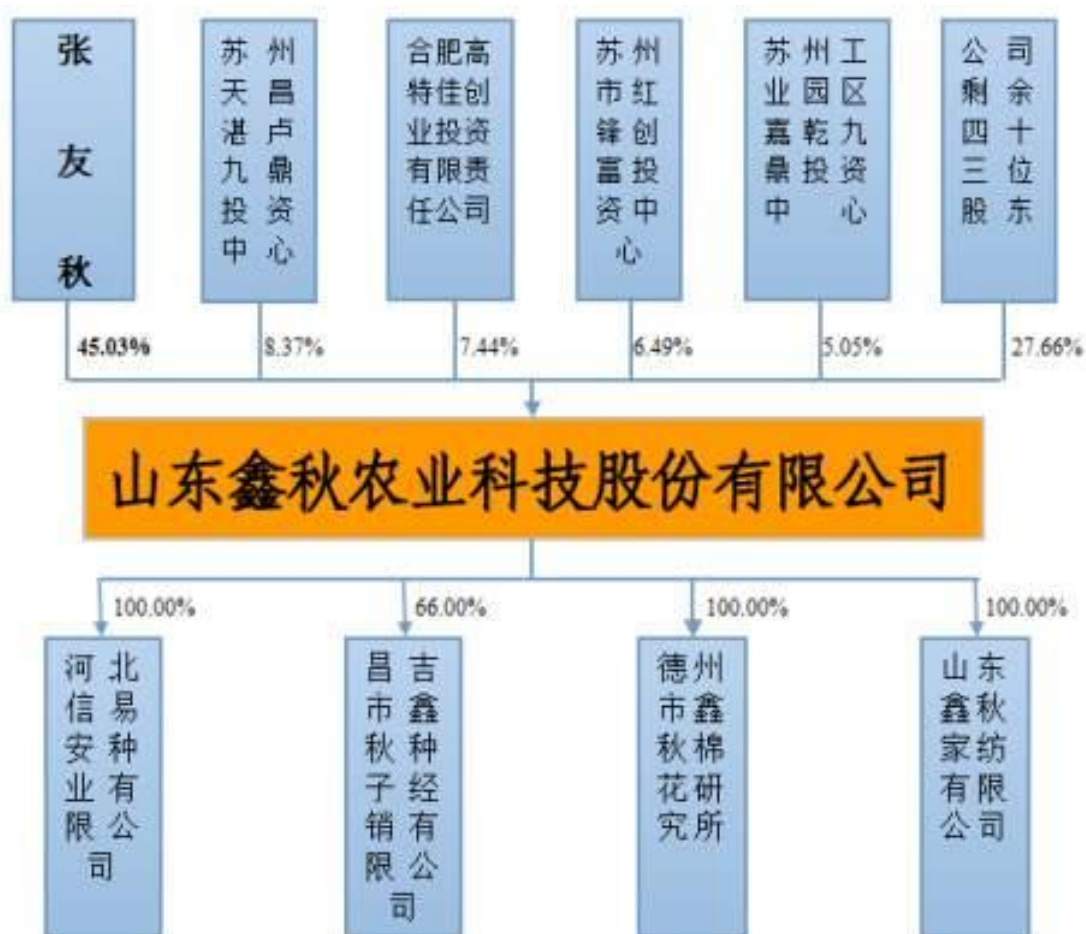 张
友
秋
苏 州
天 昌
湛 卢
九 鼎
投 资
中 心
合肥高
特佳创
业投资
有限责
任公司
苏 州
市 红
锋 创
富 投
资 中
心
苏 州 工
业 园 区
嘉 乾 九
鼎 投 资
中 心
公 司
剩 余
四 十
三 位
股 东
45.03%
8.37%
7.44%
6.49%
5.05%
27.66%
山东鑫秋农业科技股份有限公司
100.00%
66.00%
100.00%
100.00%
河 北
信 易
安 种
业 有
限 公
司
昌 吉
市 鑫
秋 种
子 经
销 有
限 公
司
德 州
市 鑫
秋 棉
花 研
究 所
山 东
鑫 秋
家 纺
有 限
公 司